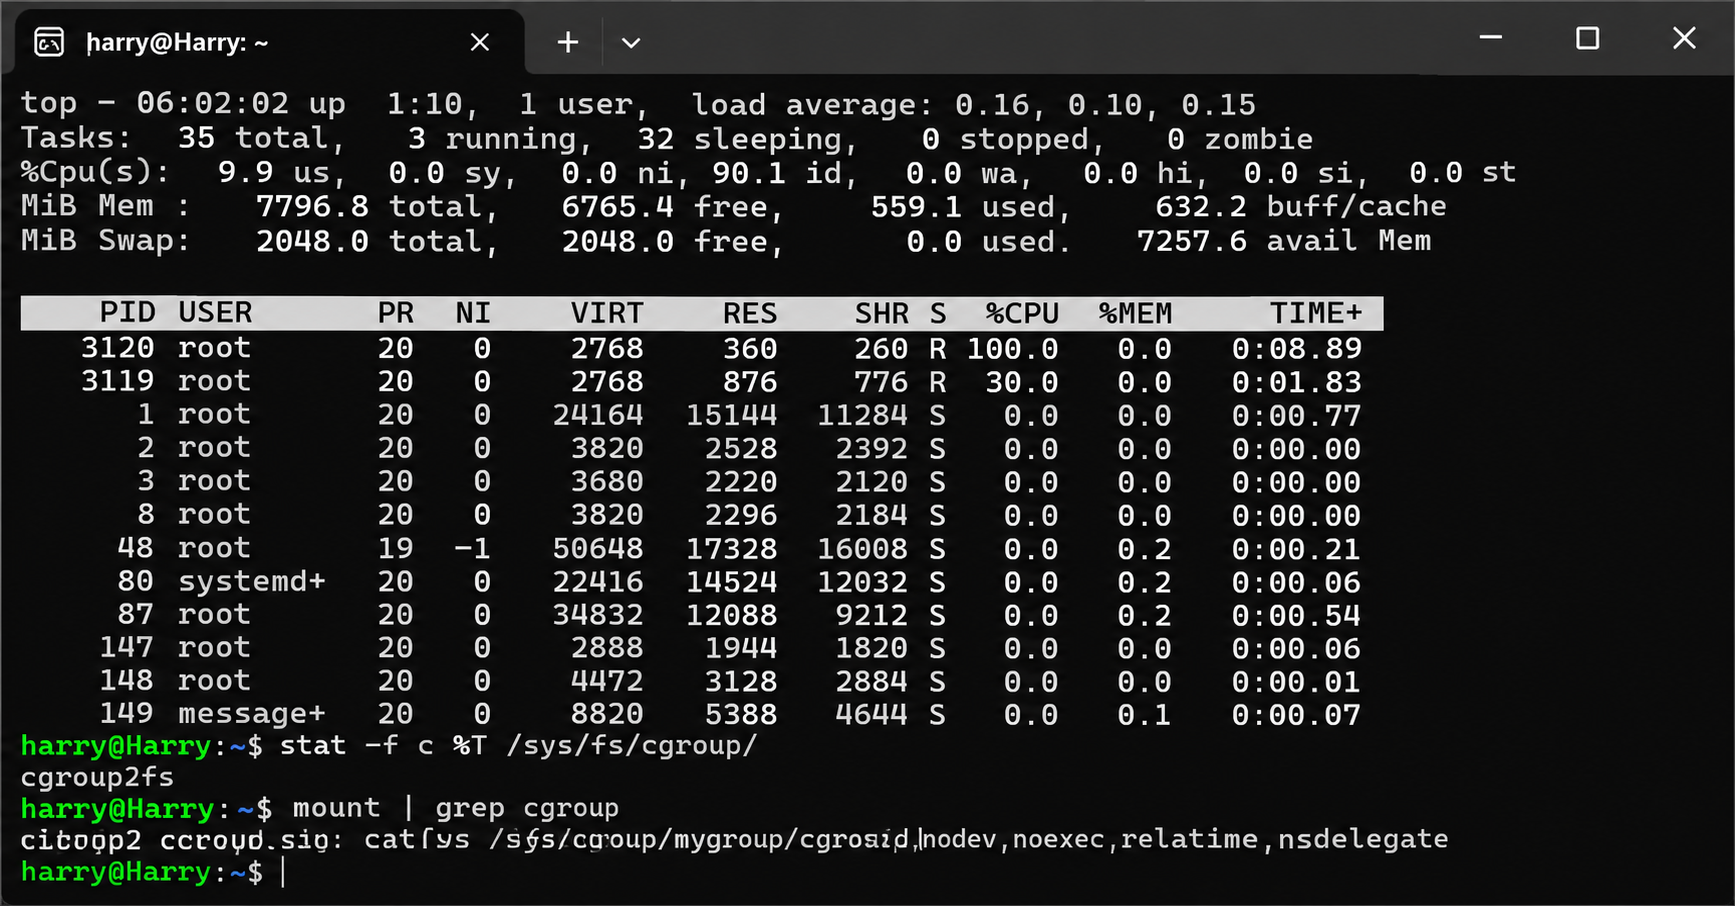 harry@Harry: ~
top - 06:02:02 up  1:10,  1 user,  load average: 0.16, 0.10, 0.15
Tasks:  35 total,   3 running,  32 sleeping,   0 stopped,   0 zombie
%Cpu(s):  9.9 us,  0.0 sy,  0.0 ni, 90.1 id,  0.0 wa,  0.0 hi,  0.0 si,  0.0 st
MiB Mem :   7796.8 total,   6765.4 free,    559.1 used,    632.2 buff/cache
MiB Swap:   2048.0 total,   2048.0 free,      0.0 used.   7257.6 avail Mem
PID USER PR NI VIRT RES SHR S %CPU %MEM TIME+
3120 root 20 0 2768 360 260 R 100.0 0.0 0:08.89
3119 root 20 0 2768 876 776 R 30.0 0.0 0:01.83
1 root 20 0 24164 15144 11284 S 0.0 0.0 0:00.77
2 root 20 0 3820 2528 2392 S 0.0 0.0 0:00.00
3 root 20 0 3680 2220 2120 S 0.0 0.0 0:00.00
8 root 20 0 3820 2296 2184 S 0.0 0.0 0:00.00
48 root 19 -1 50648 17328 16008 S 0.0 0.2 0:00.21
80 systemd+ 20 0 22416 14524 12032 S 0.0 0.2 0:00.06
87 root 20 0 34832 12088 9212 S 0.0 0.2 0:00.54
147 root 20 0 2888 1944 1820 S 0.0 0.0 0:00.06
148 root 20 0 4472 3128 2884 S 0.0 0.0 0:00.01
149 message+ 20 0 8820 5388 4644 S 0.0 0.1 0:00.07
harry@Harry:~$ stat -f c %T /sys/fs/cgroup/
cgroup2fs
harry@Harry:~$ mount | grep cgroup
nodev,noexec,relatime,nsdelegate
harry@Harry:~$